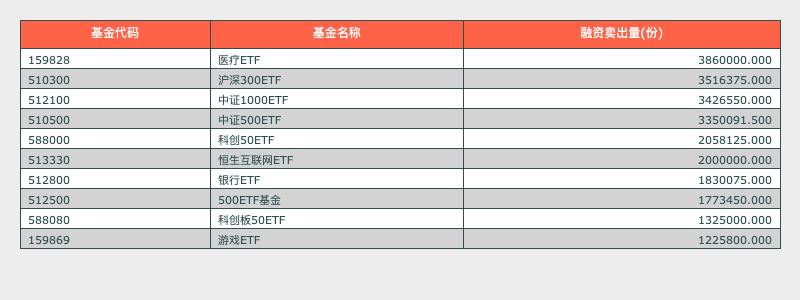 基金代码 基金名称 融资卖出量(份)
159828 医疗ETF 3860000.000
510300 沪深300ETF 3516375.000
512100 中证1000ETF 3426550.000
510500 中证500ETF 3350091.500
588000 科创50ETF 2058125.000
513330 恒生互联网ETF 2000000.000
512800 银行ETF 1830075.000
512500 500ETF基金 1773450.000
588080 科创板50ETF 1325000.000
159869 游戏ETF 1225800.000